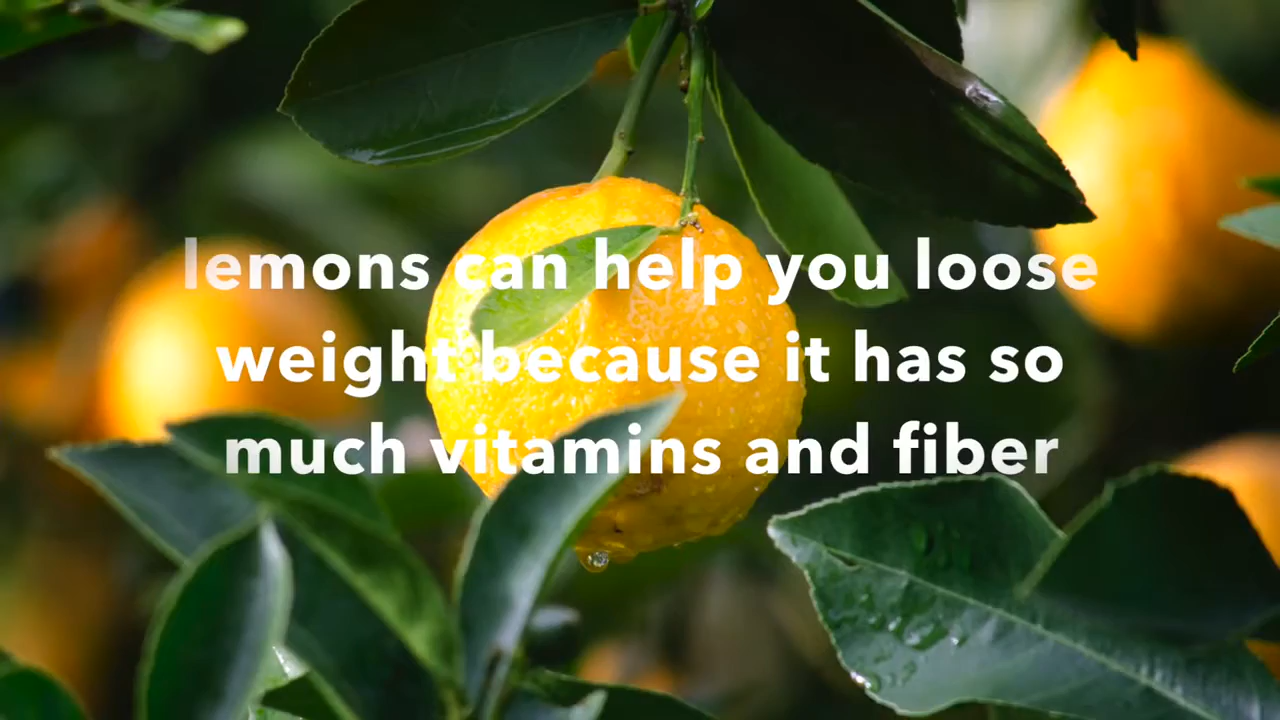 lemons can help you loose
weight because it has so
much vitamins and fiber